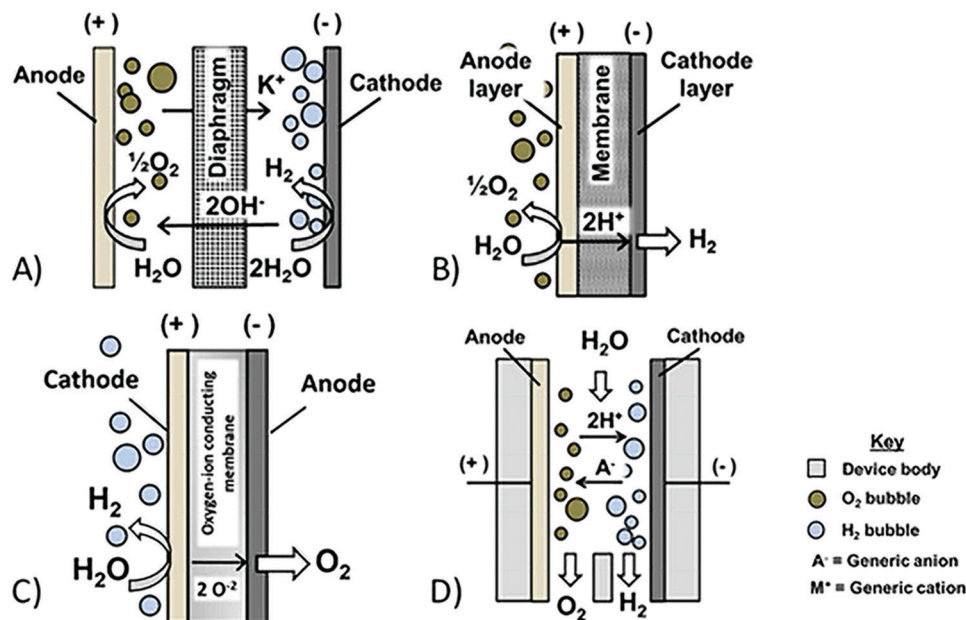 (+)
(-)
Anode
Diaphragm
K⁺
Cathode
½O₂
H₂
2OH⁻
H₂O
2H₂O
A)
(+)
(-)
Anode
layer
Membrane
Cathode
layer
½O₂
2H⁺
H₂O
H₂
B)
(+)
(-)
Cathode
Oxygen-ion conducting
membrane
Anode
H₂
H₂O
2 O⁻²
O₂
C)
Anode
H₂O
Cathode
2H⁺
A⁻
(+)
(-)
O₂
H₂
D)
Key
Device body
O₂ bubble
H₂ bubble
A⁻ = Generic anion
M⁺ = Generic cation